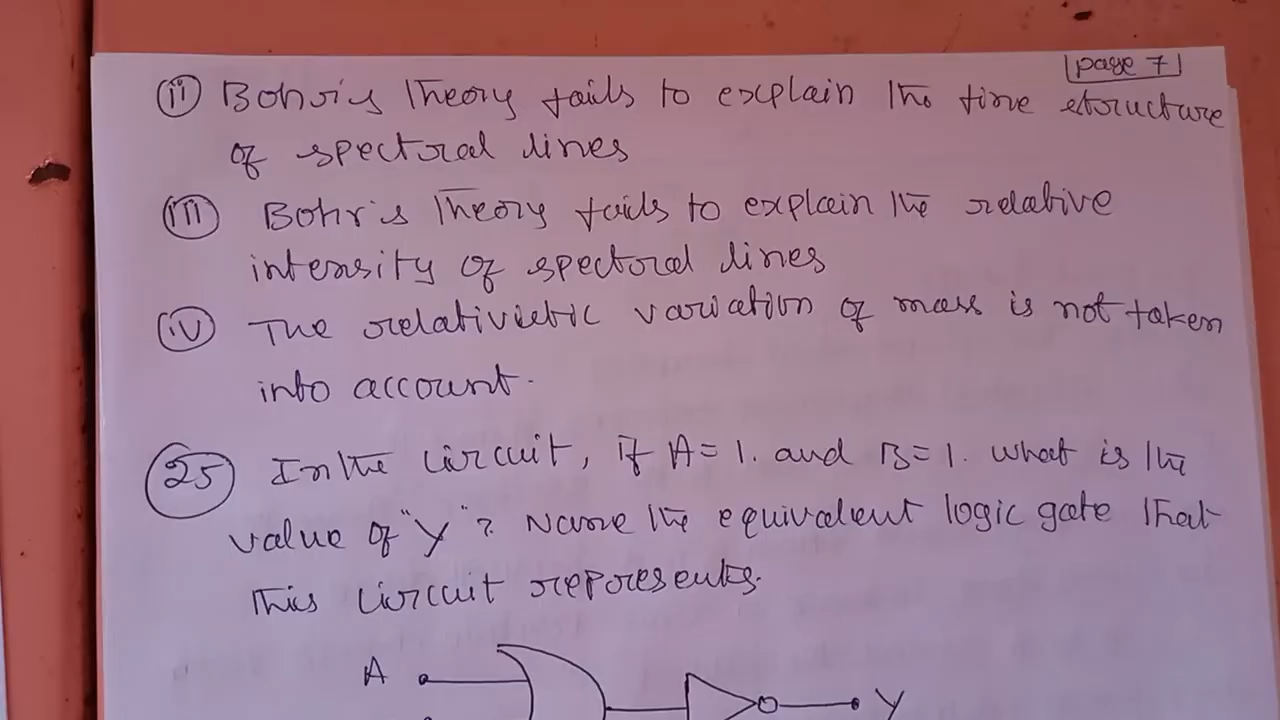 page 7
(ii) Bohr's Theory fails to explain the fine structure
of spectral lines
(iii) Bohr's Theory fails to explain the relative
intensity of spectral lines
(iv) The relativistic variation of mass is not taken
into account.
(25) In the circuit, if A=1. and B=1. what is the
value of "Y"? Name the equivalent logic gate that
this circuit represents.
A
Y